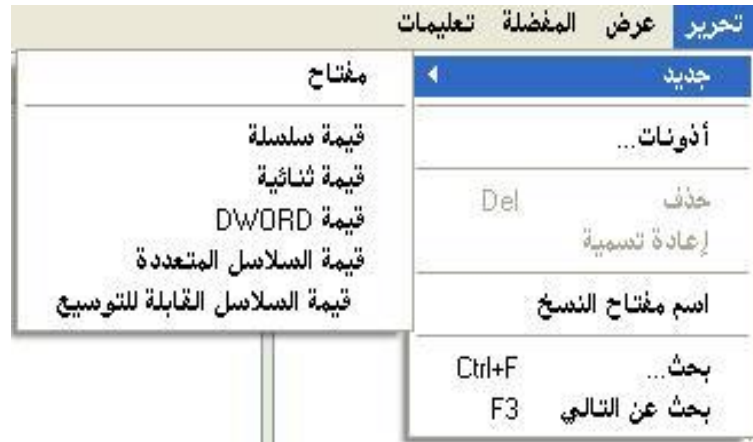 تحرير عرض المفضلة تعليمات
جديد
أذونات...
حذف Del
إعادة تسمية
اسم مفتاح النسخ
بحث... Ctrl+F
بحث عن التالي F3
مفتاح
قيمة سلسلة
قيمة ثنائية
قيمة DWORD
قيمة السلاسل المتعددة
قيمة السلاسل القابلة للتوسيع